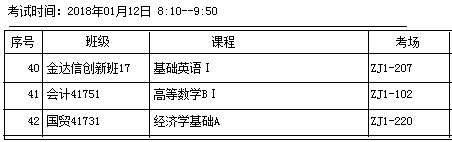 考试时间: 2018年01月12日 8:10--9:50
序号 班级 课程 考场
40 金达信创新班17 基础英语Ⅰ ZJ1-207
41 会计41751 高等数学BⅠ ZJ1-102
42 国贸41731 经济学基础A ZJ1-220